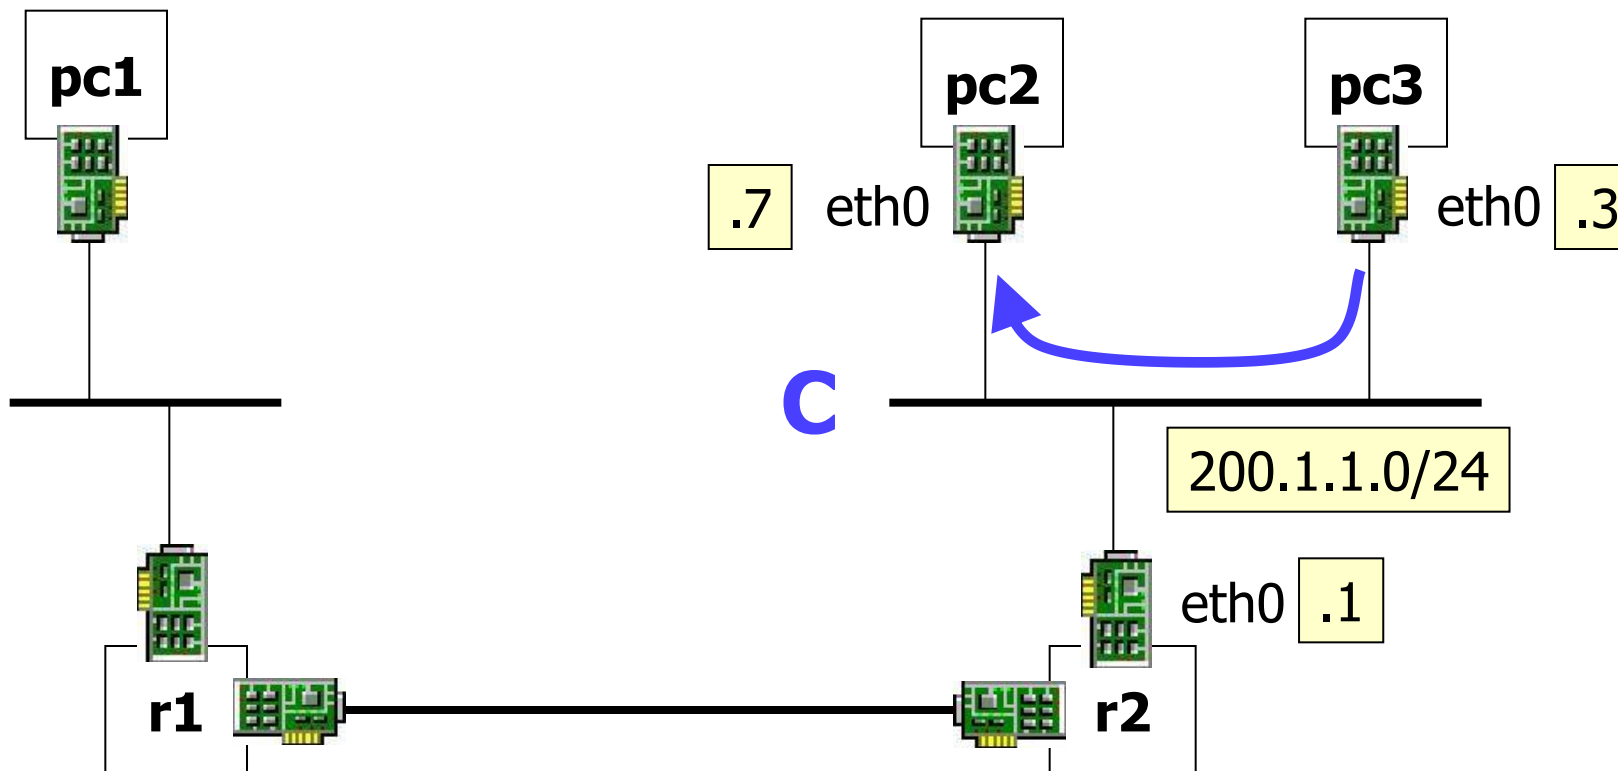 pc1
pc2
pc3
.7
eth0
eth0
.3
C
200.1.1.0/24
eth0
.1
r1
r2